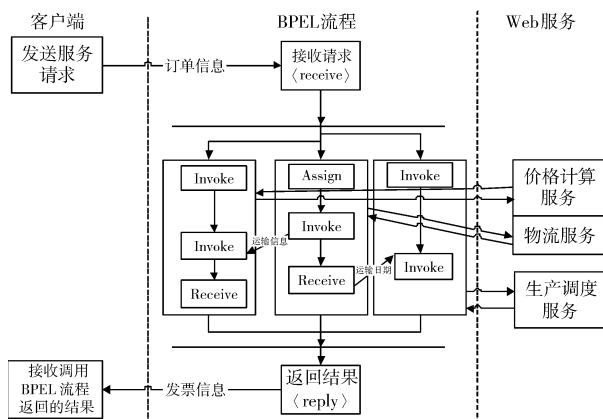 客户端
BPEL流程
Web服务
发送服务
请求
订单信息
接收请求
〈receive〉
Invoke
Assign
Invoke
价格计算
服务
Invoke
运输信息
Invoke
物流服务
Receive
Receive
运输日期
Invoke
生产调度
服务
接收调用
BPEL 流程
返回的结果
发票信息
返回结果
〈reply〉